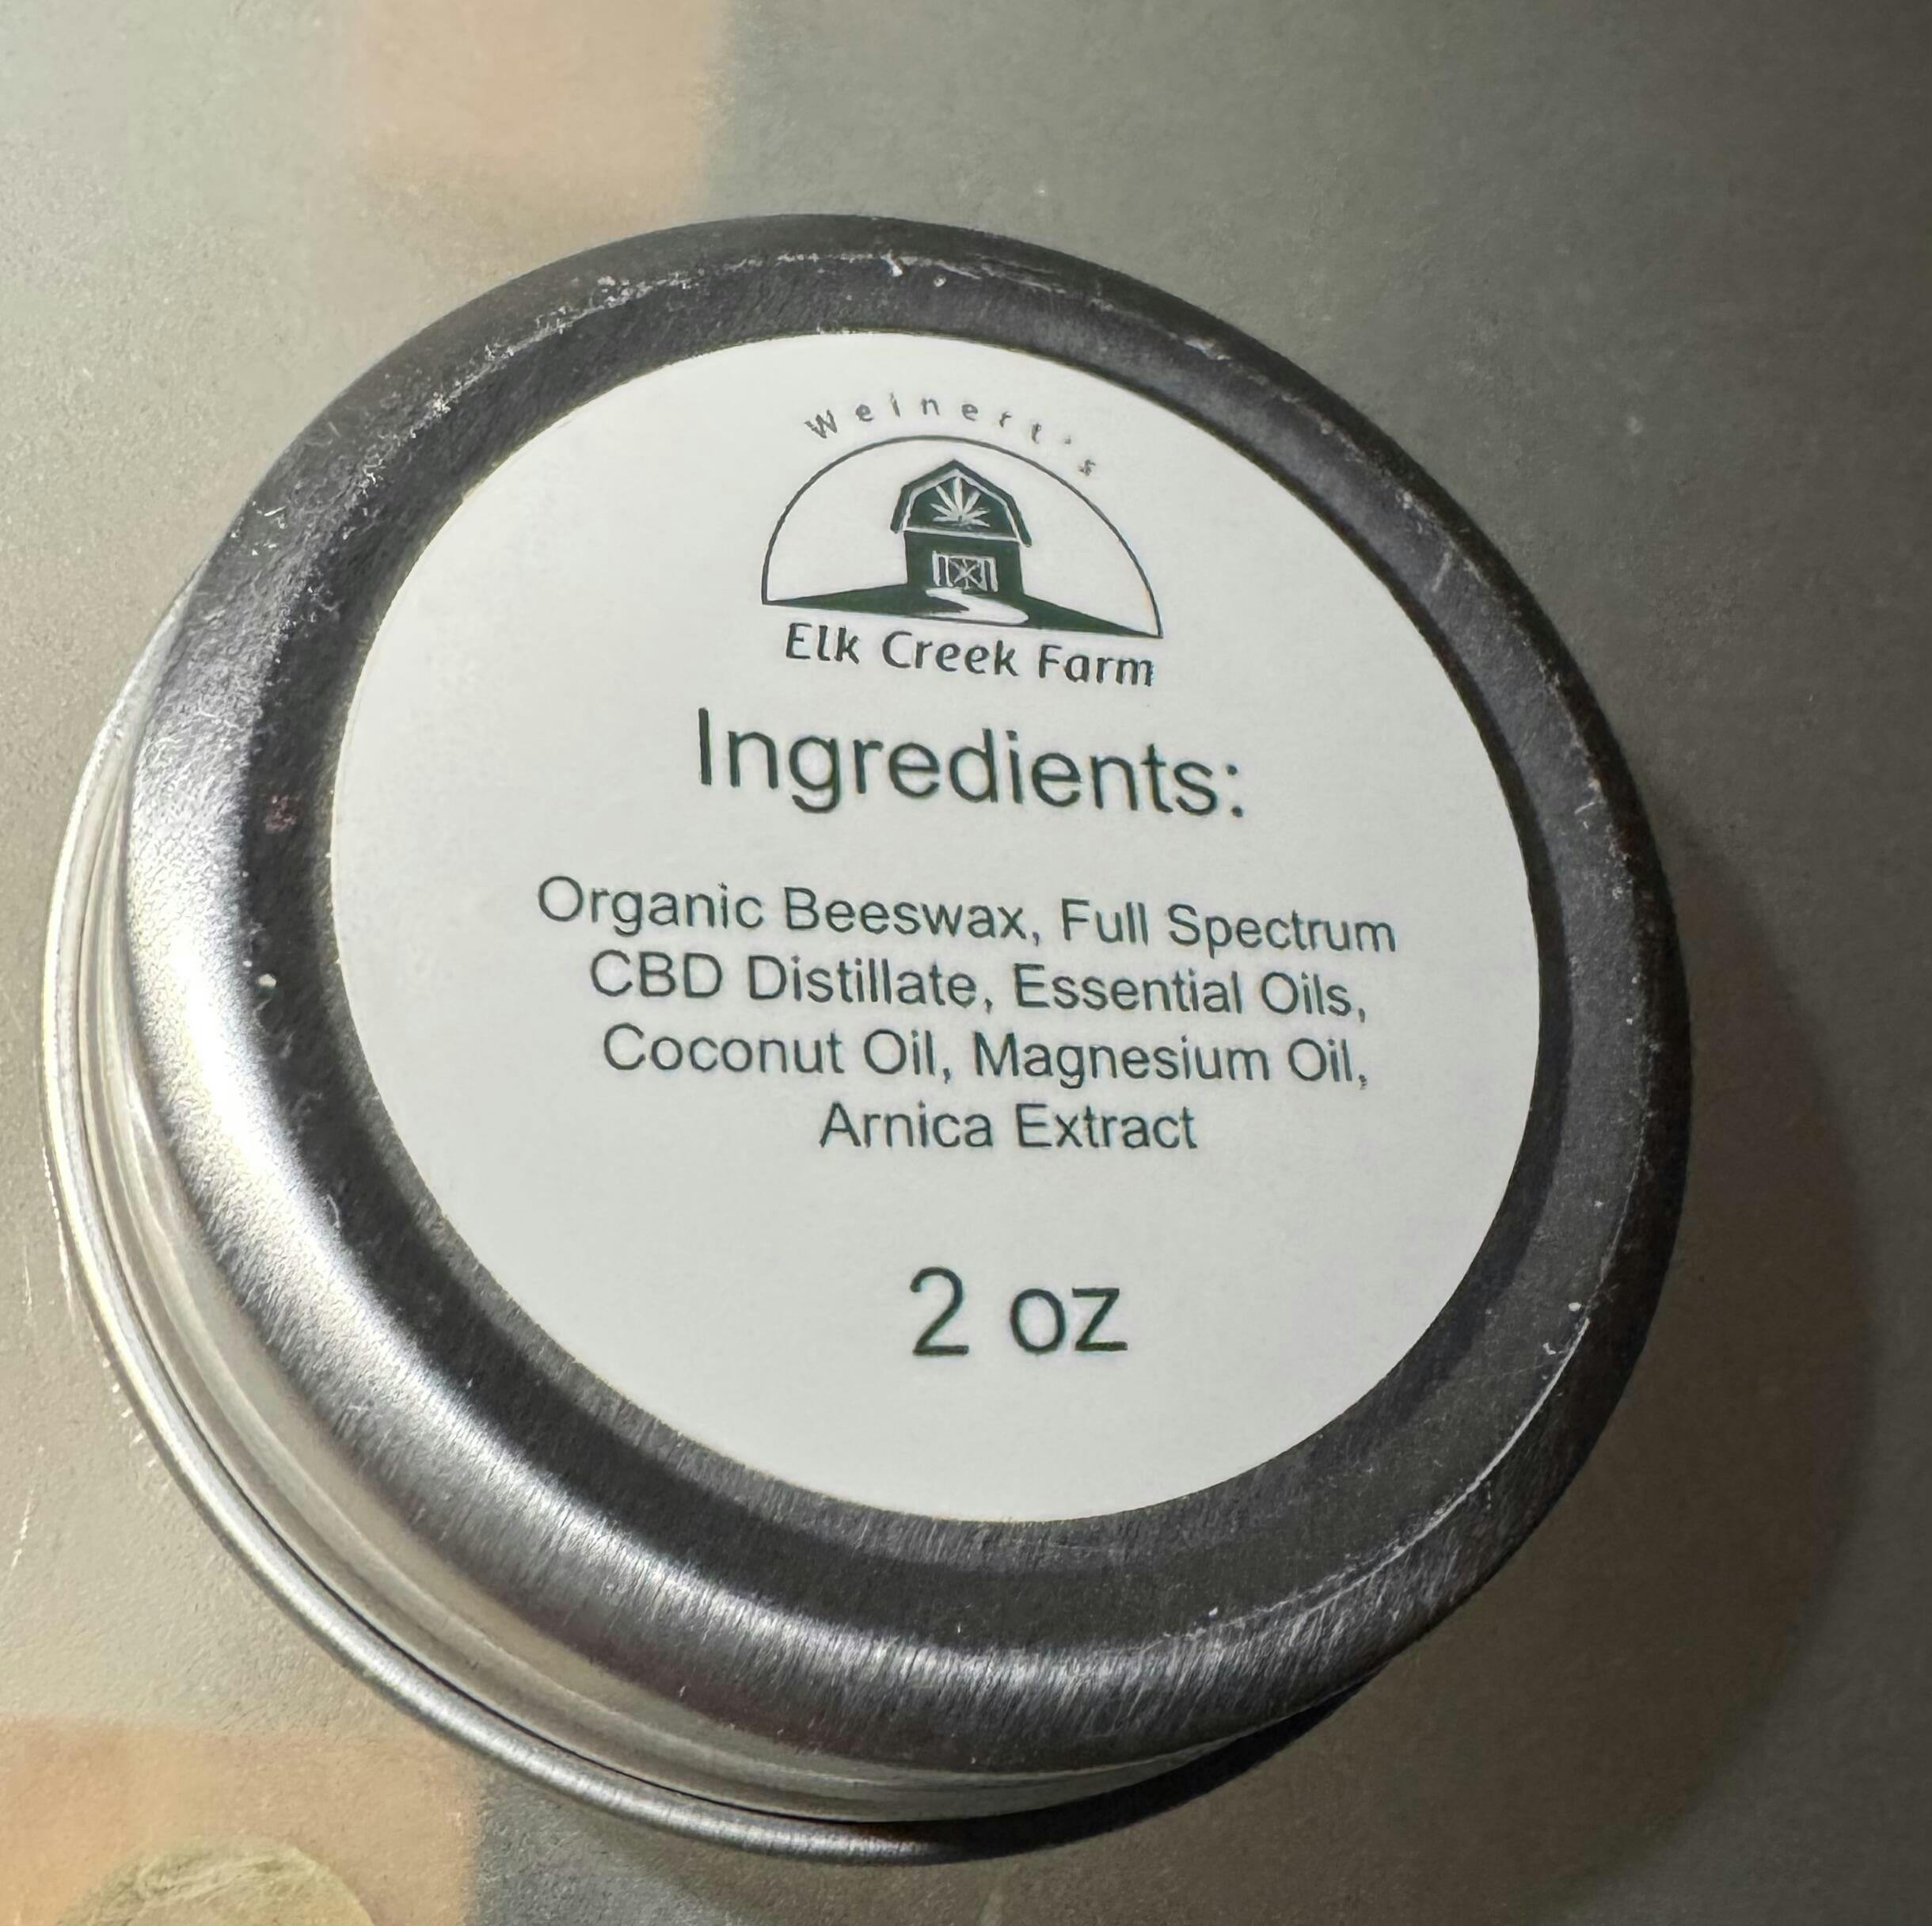 Weinert's
Elk Creek Farm
Ingredients:
Organic Beeswax, Full Spectrum
CBD Distillate, Essential Oils,
Coconut Oil, Magnesium Oil,
Arnica Extract
2 oz